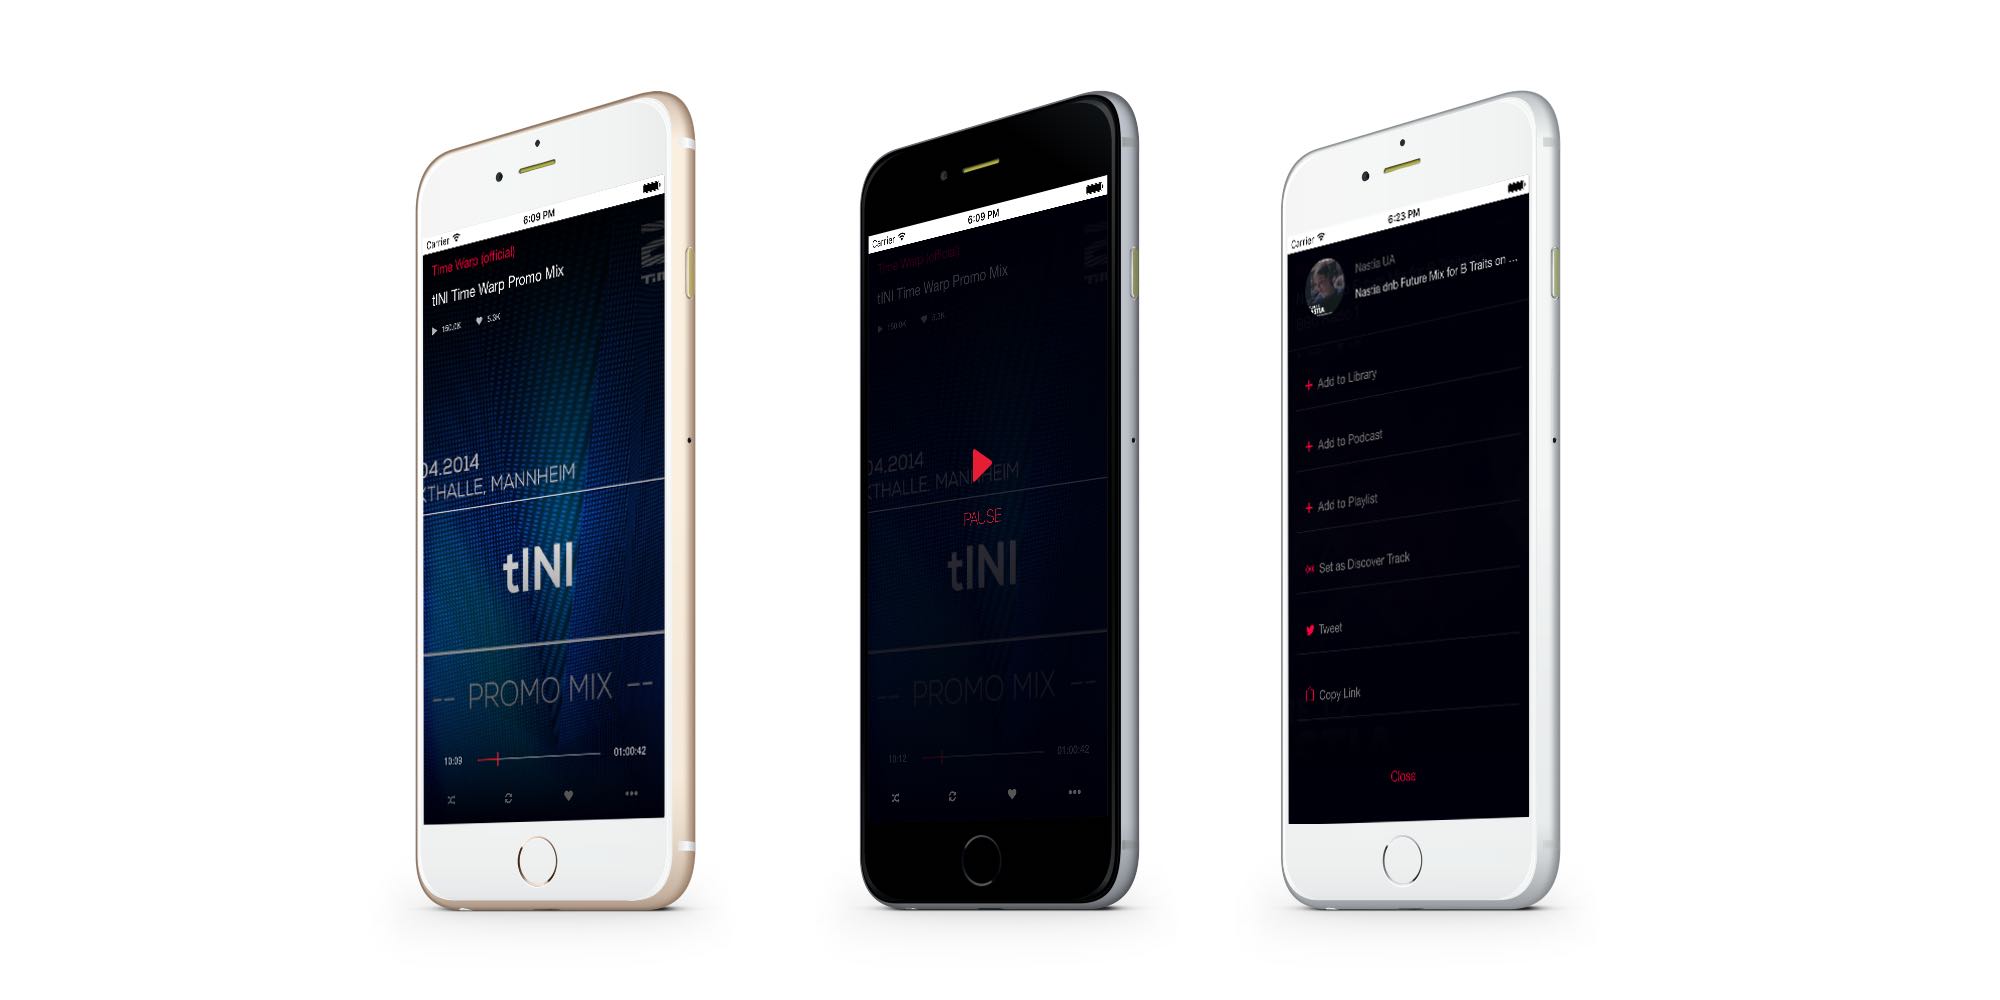 6:09 PM
Carrier
Time Warp (official)
tINI Time Warp Promo Mix
150.0K 5.3K
04.2014
KTHALLE, MANNHEIM
tINI
-- PROMO MIX --
10:09 01:00:42
6:09 PM
Carrier
Time Warp (official)
tINI Time Warp Promo Mix
150.0K 5.3K
04.2014
KTHALLE, MANNHEIM
PAUSE
tINI
-- PROMO MIX --
10:12 01:00:42
6:23 PM
Carrier
Nastia UA
Nastia dnb Future Mix for B Traits on ...
Add to Library
Add to Podcast
Add to Playlist
Set as Discover Track
Tweet
Copy Link
Close